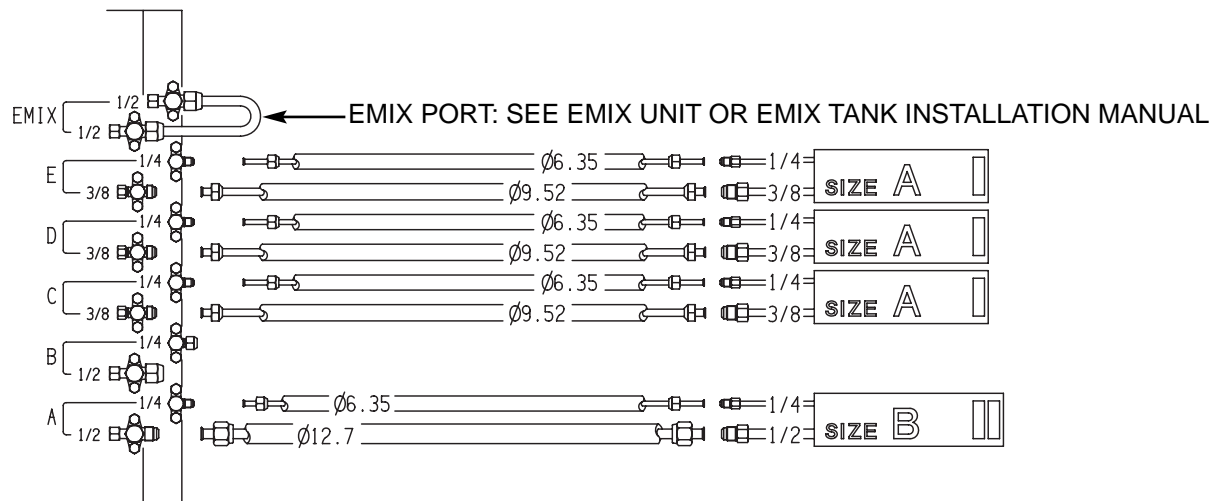 1/2
EMIX
EMIX PORT: SEE EMIX UNIT OR EMIX TANK INSTALLATION MANUAL
1/2
1/4 Ø6.35 1/4
E
3/8 Ø9.52 3/8
SIZE A
1/4 Ø6.35 1/4
D
3/8 Ø9.52 3/8
SIZE A
1/4 Ø6.35 1/4
C
3/8 Ø9.52 3/8
SIZE A
1/4
B
1/2
1/4 Ø6.35 1/4
A
1/2 Ø12.7 1/2
SIZE B